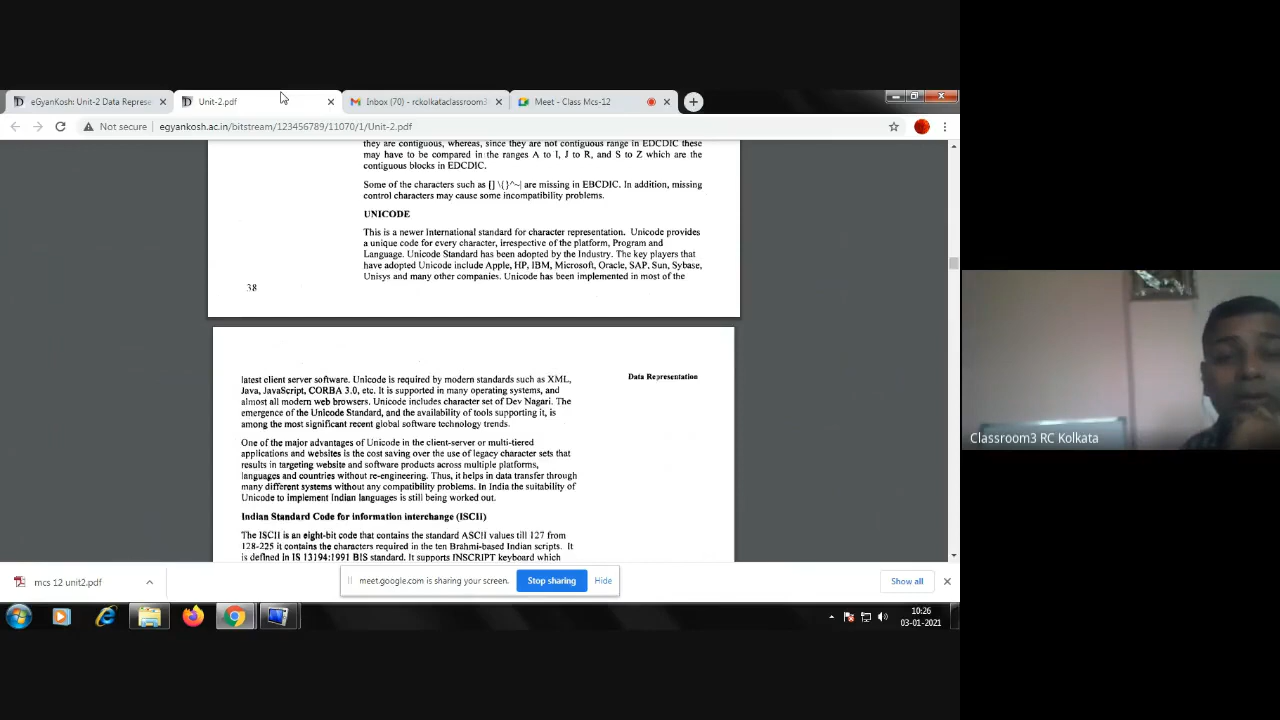 eGyanKosh: Unit-2 Data Represe
Unit-2.pdf
Inbox (70) - rckolkataclassroom3
Meet - Class Mcs-12
Not secure
egyankosh.ac.in/bitstream/123456789/11070/1/Unit-2.pdf
they are contiguous, whereas, since they are not contiguous range in EDCDIC these
may have to be compared in the ranges A to I, J to R, and S to Z which are the
contiguous blocks in EDCDIC.
Some of the characters such as [] \{}^~| are missing in EBCDIC. In addition, missing
control characters may cause some incompatibility problems.
UNICODE
This is a newer International standard for character representation. Unicode provides
a unique code for every character, irrespective of the platform, Program and
Language. Unicode Standard has been adopted by the Industry. The key players that
have adopted Unicode include Apple, HP, IBM, Microsoft, Oracle, SAP, Sun, Sybase,
Unisys and many other companies. Unicode has been implemented in most of the
38
Data Representation
latest client server software. Unicode is required by modern standards such as XML,
Java, JavaScript, CORBA 3.0, etc. It is supported in many operating systems, and
almost all modern web browsers. Unicode includes character set of Dev Nagari. The
emergence of the Unicode Standard, and the availability of tools supporting it, is
among the most significant recent global software technology trends.
One of the major advantages of Unicode in the client-server or multi-tiered
applications and websites is the cost saving over the use of legacy character sets that
results in targeting website and software products across multiple platforms,
languages and countries without re-engineering. Thus, it helps in data transfer through
many different systems without any compatibility problems. In India the suitability of
Unicode to implement Indian languages is still being worked out.
Indian Standard Code for information interchange (ISCII)
The ISCII is an eight-bit code that contains the standard ASCII values till 127 from
128-225 it contains the characters required in the ten Brahmi-based Indian scripts. It
is defined in IS 13194:1991 BIS standard. It supports INSCRIPT keyboard which
Classroom3 RC Kolkata
mcs 12 unit2.pdf
meet.google.com is sharing your screen.
Stop sharing
Hide
Show all
10:26
03-01-2021